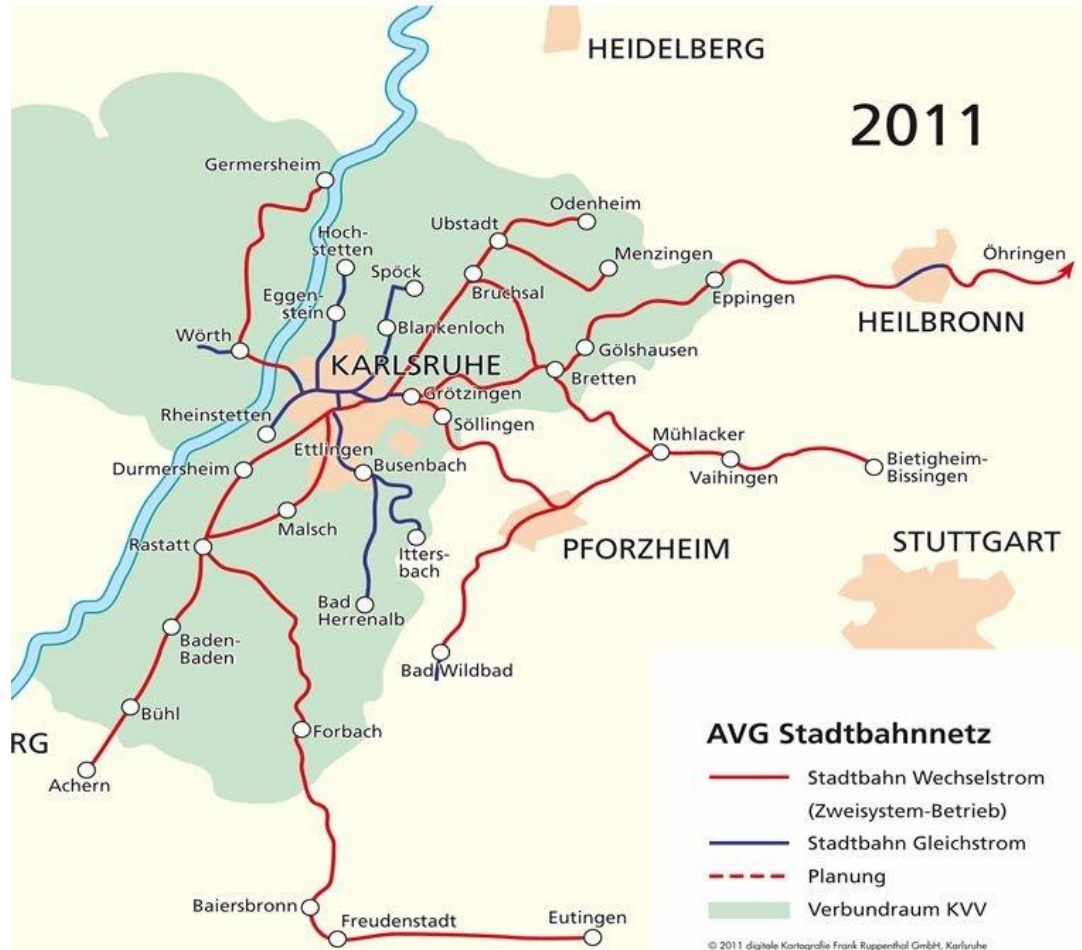 HEIDELBERG
2011
Germersheim
Odenheim
Ubstadt
Hoch-
stetten
Menzingen
Öhringen
Spöck
Bruchsal
Eppingen
Eggen-
stein
Blankenloch
HEILBRONN
Wörth
Gölshausen
KARLSRUHE
Bretten
Grötzingen
Rheinstetten
Söllingen
Mühlacker
Ettlingen
Busenbach
Durmersheim
Vaihingen
Bietigheim-
Bissingen
Malsch
Rastatt
PFORZHEIM
STUTTGART
Itters-
bach
Bad
Herrenalb
Baden-
Baden
Bad Wildbad
Bühl
Forbach
RG
Achern
AVG Stadtbahnnetz
Stadtbahn Wechselstrom
(Zweisystem-Betrieb)
Stadtbahn Gleichstrom
Planung
Verbundraum KVV
Baiersbronn
Freudenstadt
Eutingen
© 2011 digitale Kartografie Frank Ruppenthal GmbH, Karlsruhe